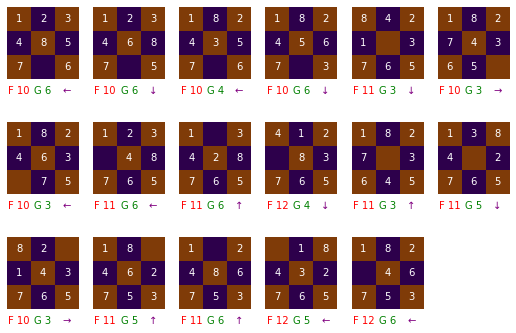 1 2 3 1 2 3 1 8 2 1 8 2 8 4 2 1 8 2
4 8 5 4 6 8 4 3 5 4 5 6 1 3 7 4 3
7 6 7 5 7 6 7 3 7 6 5 6 5
F 10 G 6 ← F 10 G 6 ↓ F 10 G 4 ← F 10 G 6 ↓ F 11 G 3 ↓ F 10 G 3 →
1 8 2 1 2 3 1 3 4 1 2 1 8 2 1 3 8
4 6 3 4 8 4 2 8 8 3 7 3 4 2
7 5 7 6 5 7 6 5 7 6 5 6 4 5 7 6 5
F 10 G 3 ← F 11 G 6 ← F 11 G 6 ↑ F 12 G 4 ↓ F 11 G 3 ↑ F 11 G 5 ↓
8 2 1 8 1 2 1 8 1 8 2
1 4 3 4 6 2 4 8 6 4 3 2 4 6
7 6 5 7 5 3 7 5 3 7 6 5 7 5 3
F 10 G 3 → F 11 G 5 ↑ F 11 G 6 ↑ F 12 G 5 ← F 12 G 6 ←